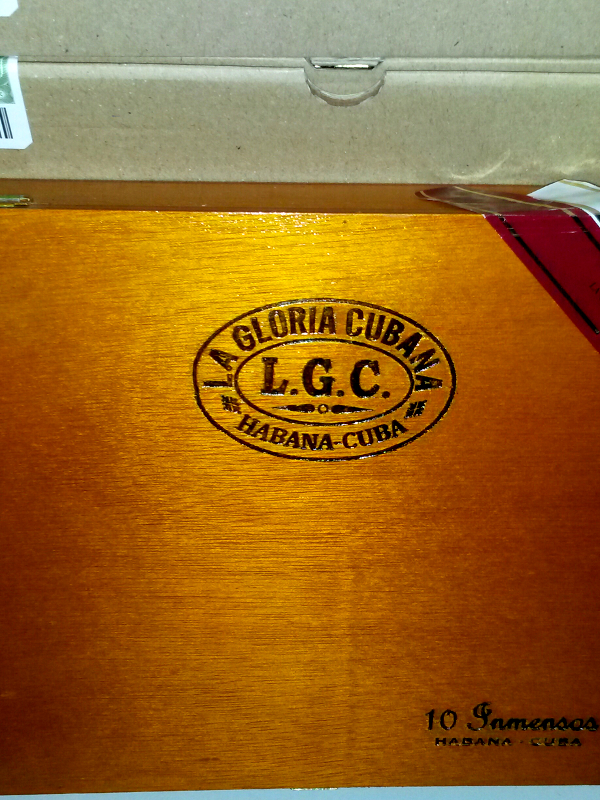 LA GLORIA CUBANA
L.G.C.
HABANA-CUBA
10 Inmensos
HABANA - CUBA